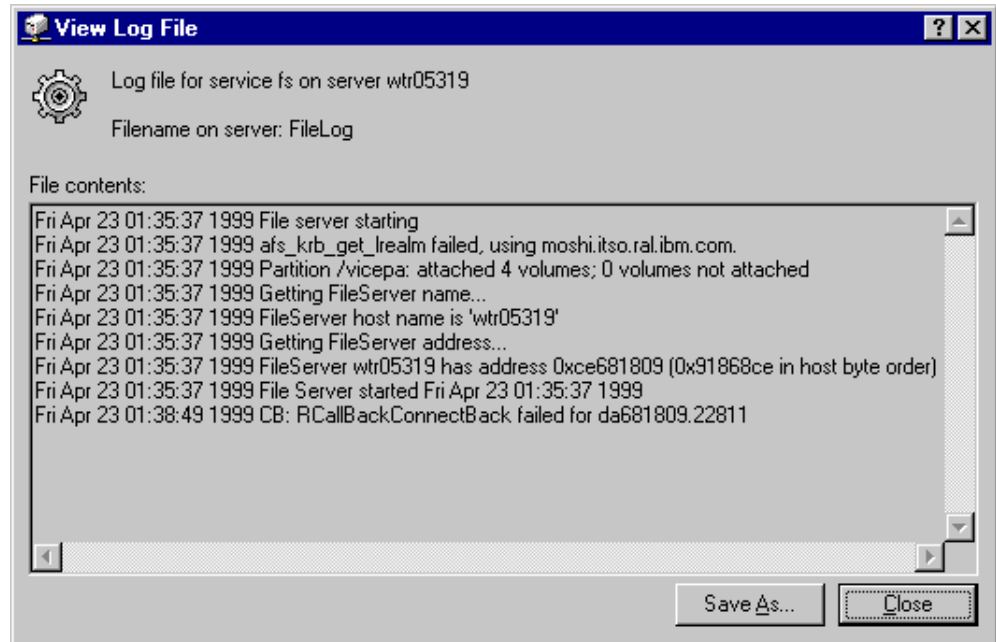 View Log File
Log file for service fs on server wtr05319
Filename on server: FileLog
File contents:
Fri Apr 23 01:35:37 1999 File server starting
Fri Apr 23 01:35:37 1999 afs_krb_get_lrealm failed, using moshi.itso.ral.ibm.com.
Fri Apr 23 01:35:37 1999 Partition /vicepa: attached 4 volumes; 0 volumes not attached
Fri Apr 23 01:35:37 1999 Getting FileServer name...
Fri Apr 23 01:35:37 1999 FileServer host name is 'wtr05319'
Fri Apr 23 01:35:37 1999 Getting FileServer address...
Fri Apr 23 01:35:37 1999 FileServer wtr05319 has address 0xce681809 (0x91868ce in host byte order)
Fri Apr 23 01:35:37 1999 File Server started Fri Apr 23 01:35:37 1999
Fri Apr 23 01:38:49 1999 CB: RCallBackConnectBack failed for da681809.22811
Save As... Close